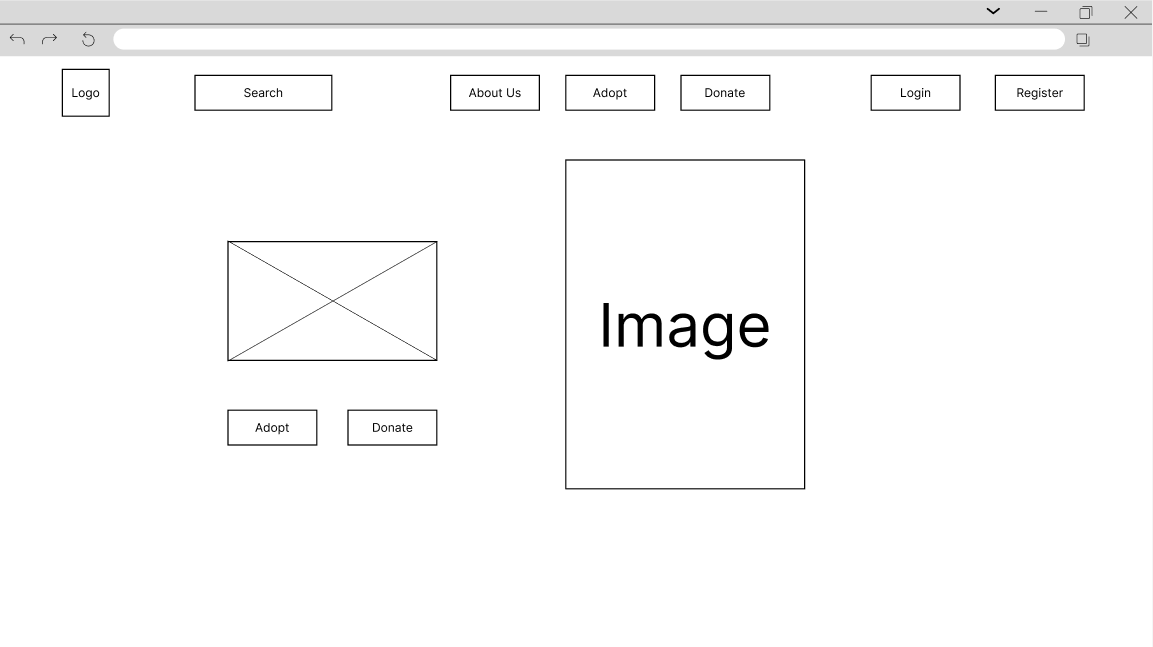 Logo
Search
About Us
Adopt
Donate
Login
Register
Image
Adopt
Donate